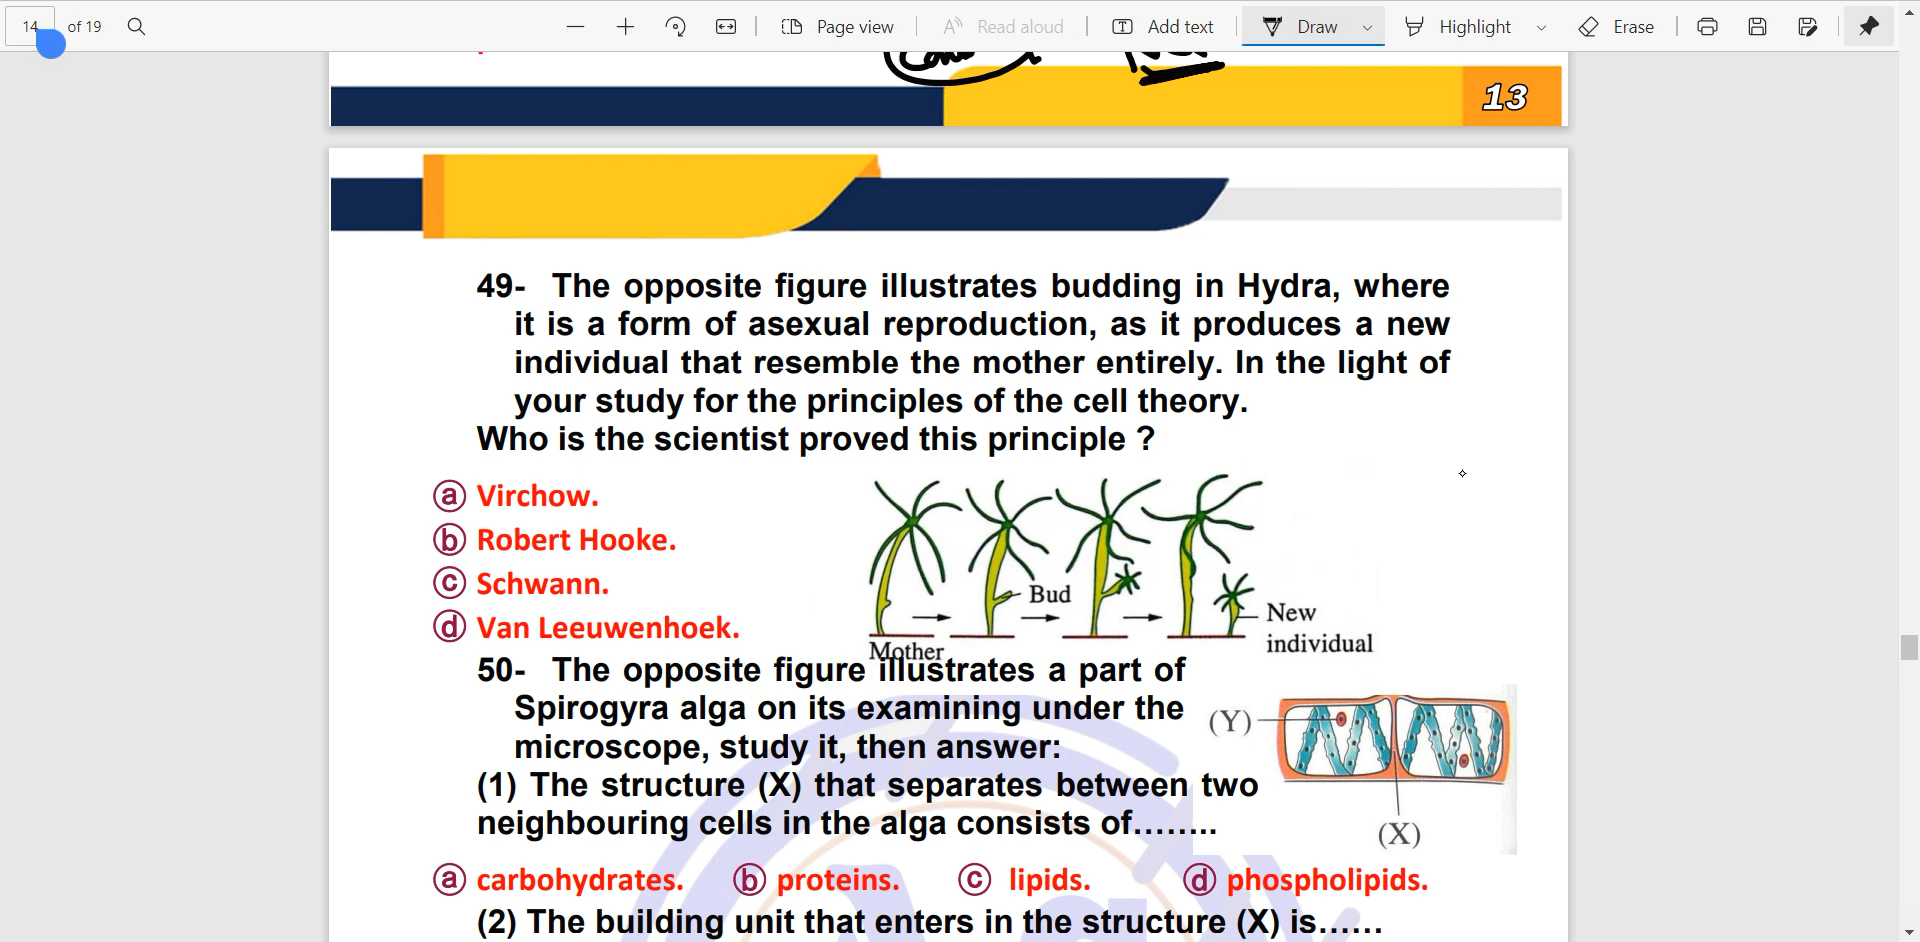 14 of 19 Page view Read aloud Add text Draw Highlight Erase
13
49- The opposite figure illustrates budding in Hydra, where
it is a form of asexual reproduction, as it produces a new
individual that resemble the mother entirely. In the light of
your study for the principles of the cell theory.
Who is the scientist proved this principle ?
ⓐ Virchow.
ⓑ Robert Hooke.
ⓒ Schwann.
ⓓ Van Leeuwenhoek.
Bud
New
individual
Mother
50- The opposite figure illustrates a part of
Spirogyra alga on its examining under the
microscope, study it, then answer:
(Y)
(1) The structure (X) that separates between two
neighbouring cells in the alga consists of........
(X)
ⓐ carbohydrates. ⓑ proteins. ⓒ lipids. ⓓ phospholipids.
(2) The building unit that enters in the structure (X) is......